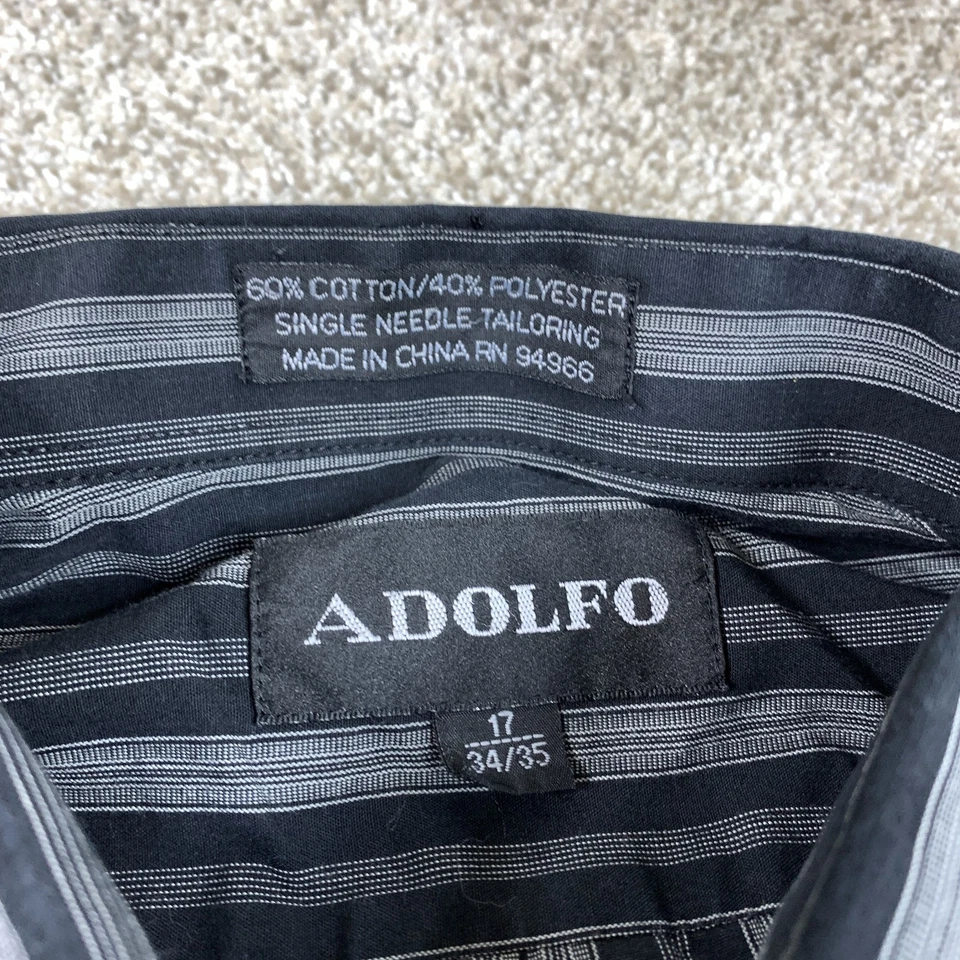 60% COTTON/40% POLYESTER
SINGLE NEEDLE TAILORING
MADE IN CHINA RN 94966
ADOLFO
17
34/35